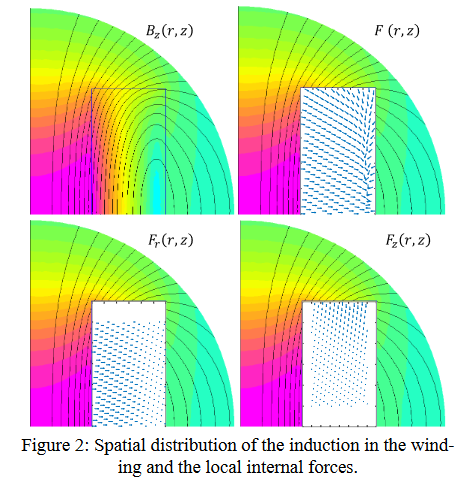 B_z(r,z)
F (r,z)
F_r(r,z)
F_z(r,z)
Figure 2: Spatial distribution of the induction in the wind-
ing and the local internal forces.